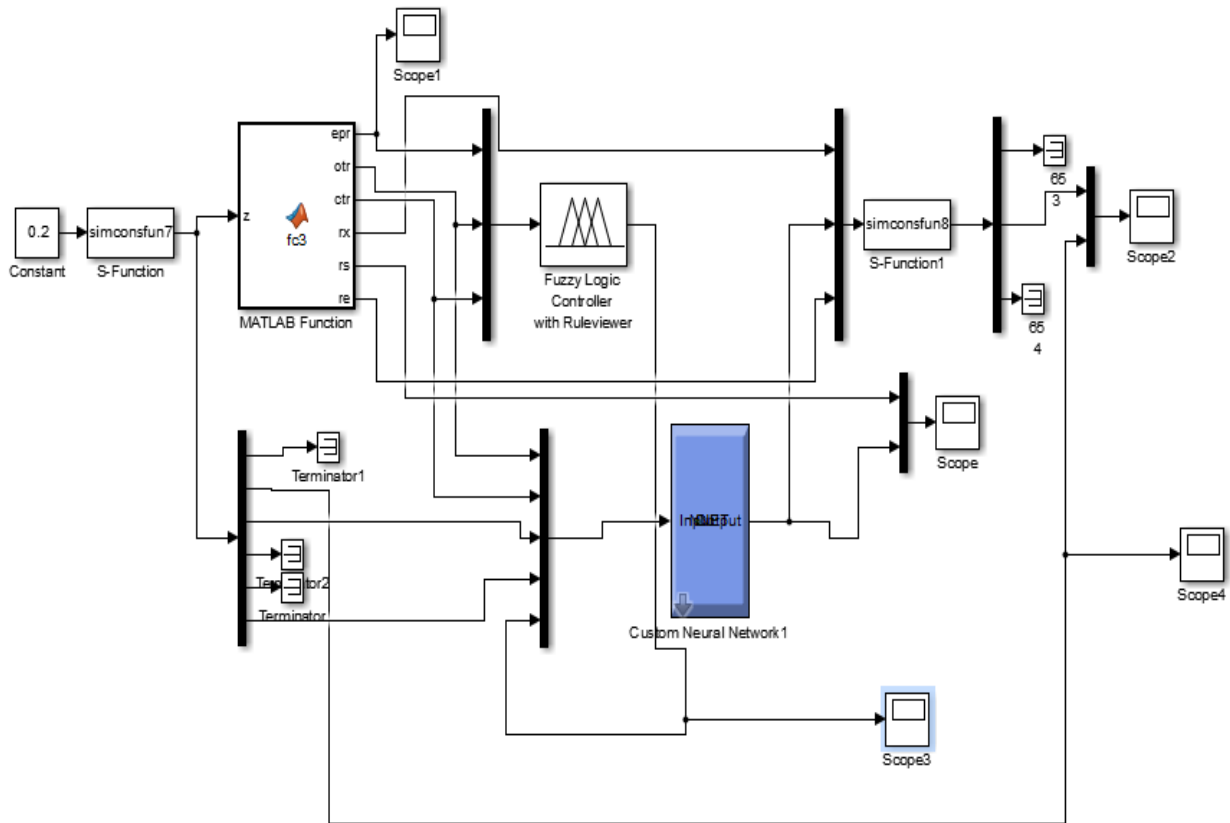 Scope1
epr
otr
ctr
rx
rs
re
z
fc3
MATLAB Function
0.2
Constant
simconsfun7
S-Function
Fuzzy Logic
Controller
with Ruleviewer
simconsfun8
S-Function1
65
3
65
4
Scope2
Scope
Terminator1
Terminator2
Terminator
Custom Neural Network1
Scope4
Scope3